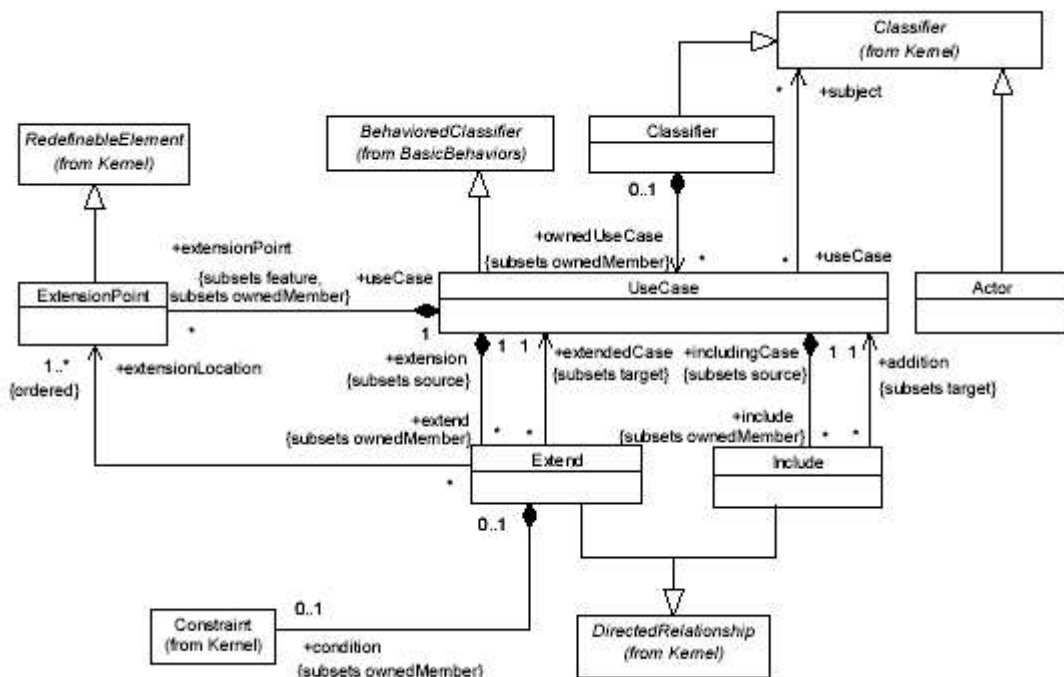 Classifier
(from Kernel)
* +subject
RedefinableElement
(from Kernel)
BehavioredClassifier
(from BasicBehaviors)
Classifier
0..1
+extensionPoint
{subsets feature,
subsets ownedMember}
+useCase
+ownedUseCase
{subsets ownedMember}
*
*
+useCase
ExtensionPoint
UseCase
Actor
*
1
1..*
{ordered}
+extensionLocation
+extension
{subsets source}
1
1
+extendedCase
{subsets target}
+includingCase
{subsets source}
1
1
+addition
{subsets target}
+extend
{subsets ownedMember}
*
*
+include
{subsets ownedMember}
*
*
Extend
Include
*
0..1
Constraint
(from Kernel)
0..1
+condition
{subsets ownedMember}
DirectedRelationship
(from Kernel)